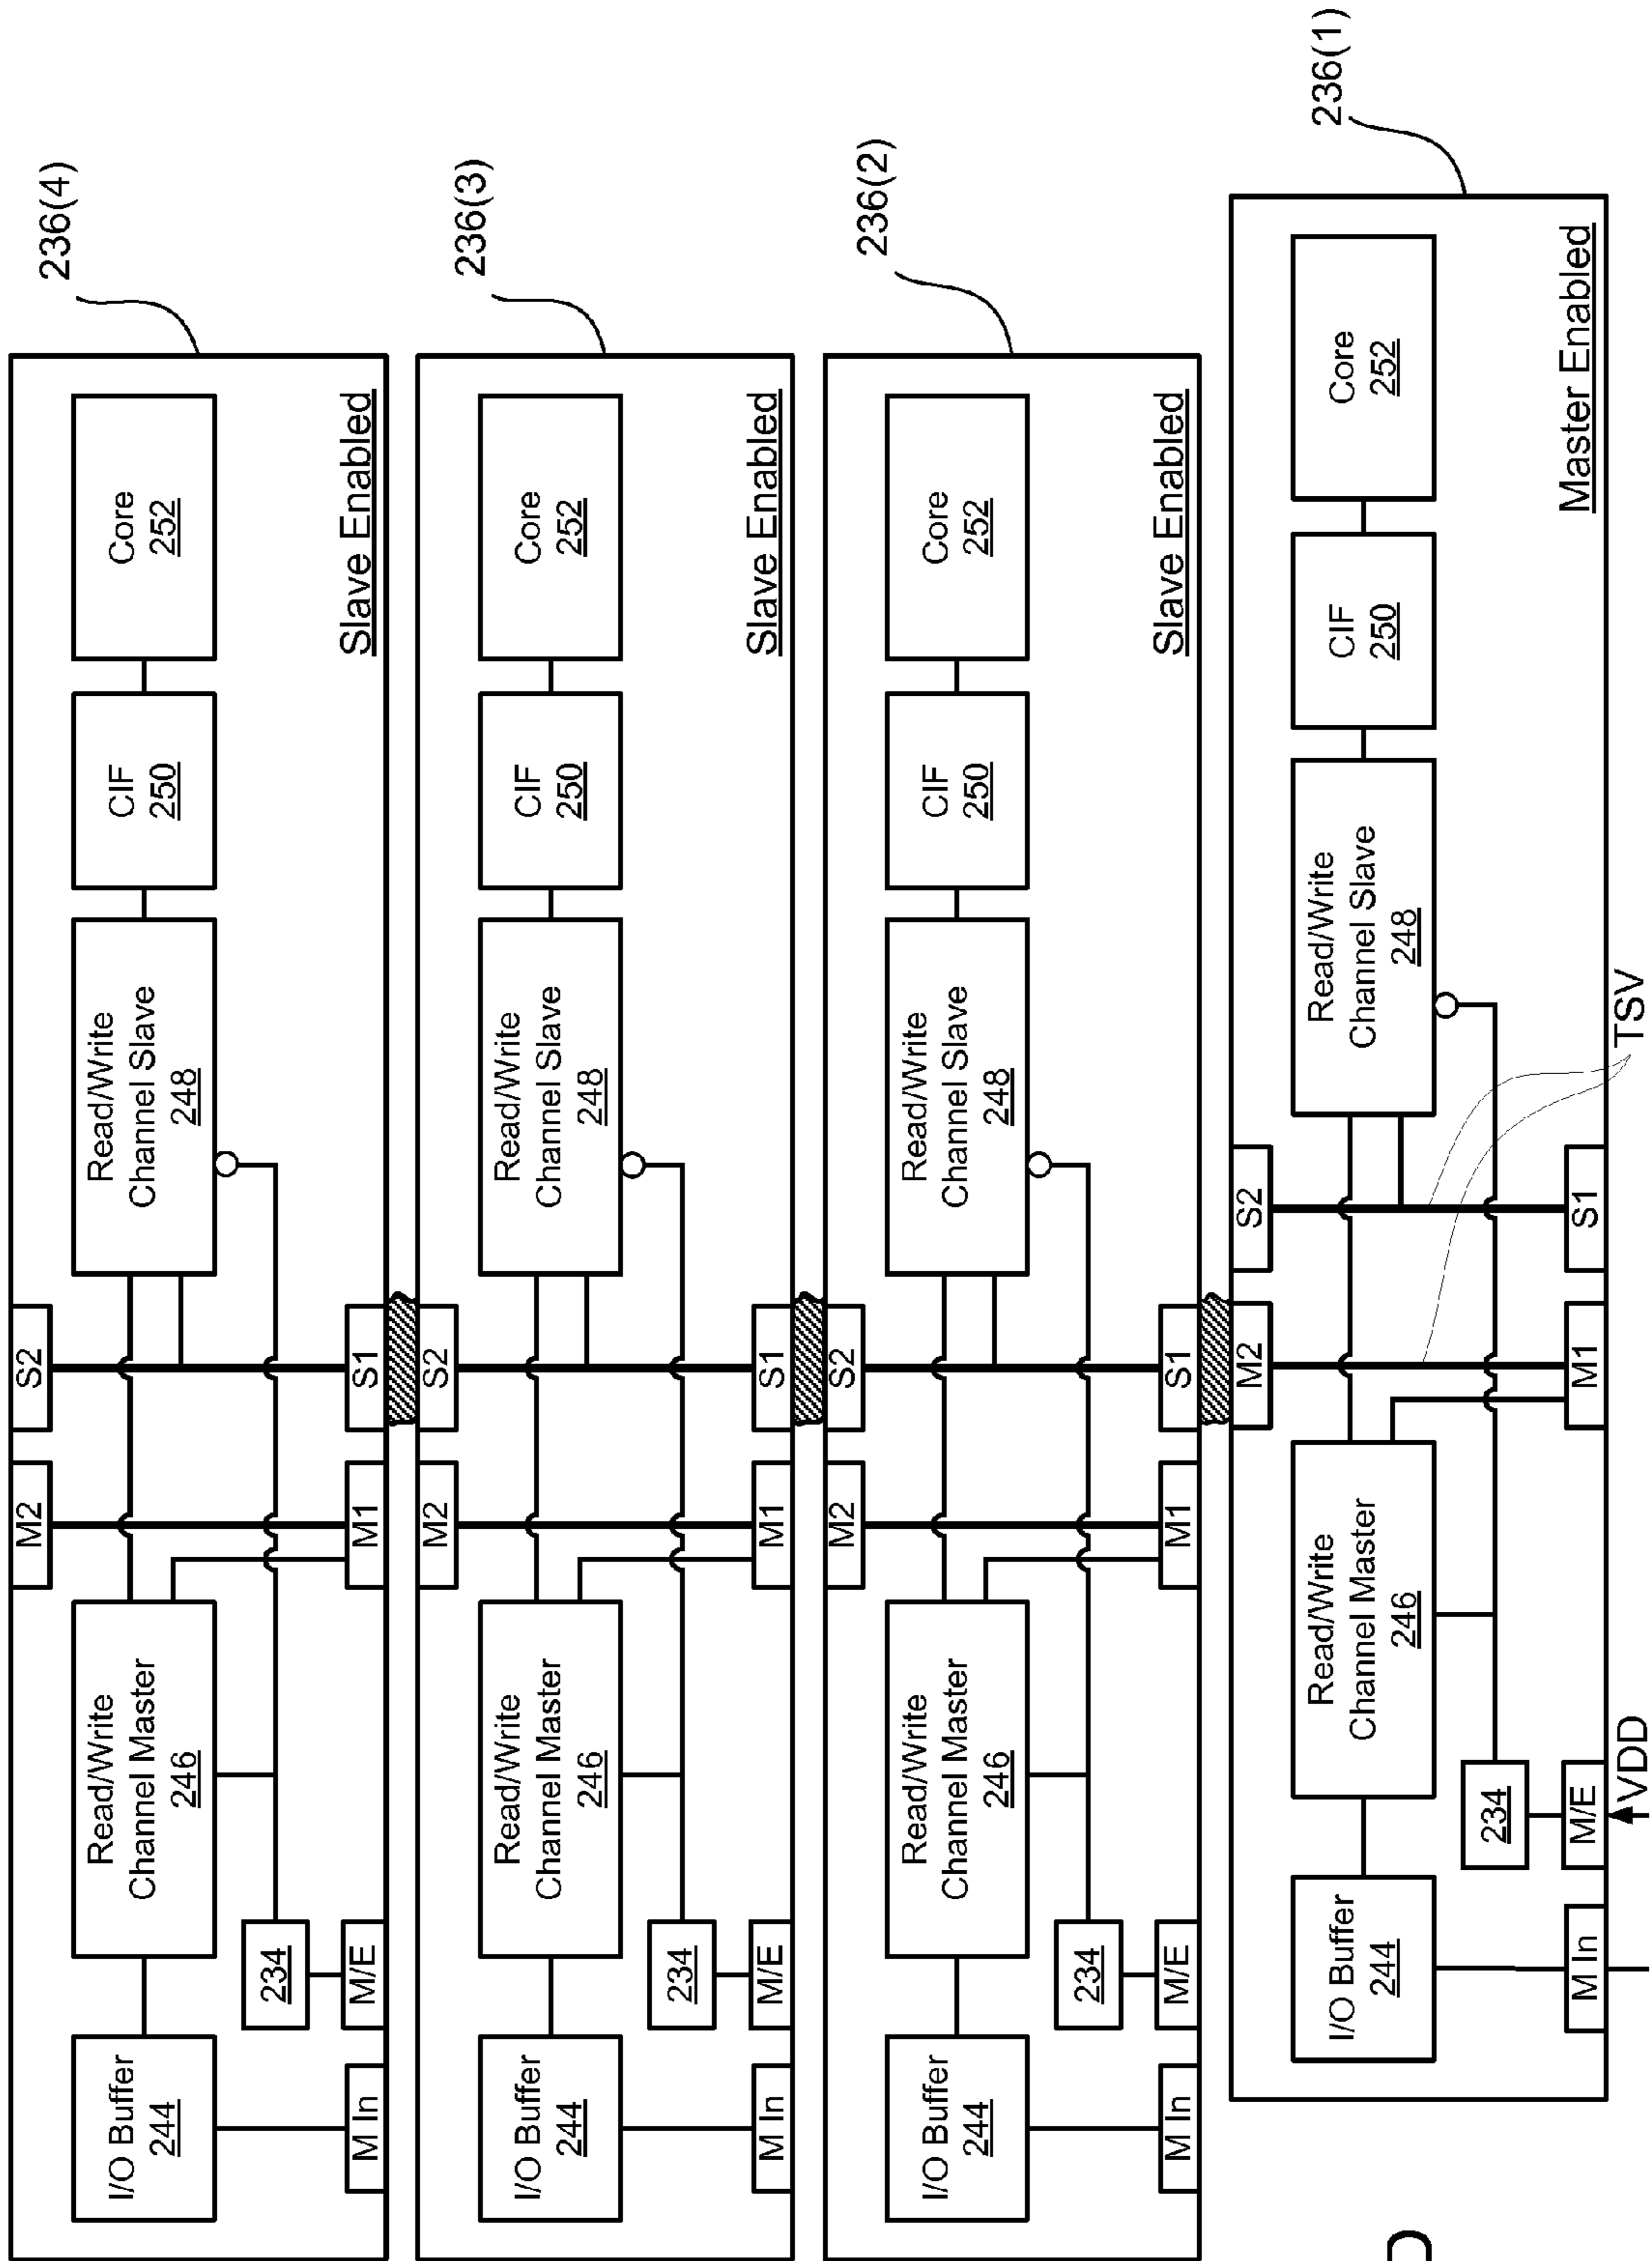 236(4)
S2
M2
Core
252
CIF
250
Read/Write
Channel Slave
248
Read/Write
Channel Master
246
I/O Buffer
244
234
Slave Enabled
S1
M1
M/E
M In
236(3)
S2
M2
Core
252
CIF
250
Read/Write
Channel Slave
248
Read/Write
Channel Master
246
I/O Buffer
244
234
Slave Enabled
S1
M1
M/E
M In
236(2)
S2
M2
Core
252
CIF
250
Read/Write
Channel Slave
248
Read/Write
Channel Master
246
I/O Buffer
244
234
Slave Enabled
S1
M1
M/E
M In
236(1)
S2
M2
Core
252
CIF
250
Read/Write
Channel Slave
248
Read/Write
Channel Master
246
I/O Buffer
244
234
Master Enabled
S1
M1
M/E
M In
TSV
VDD